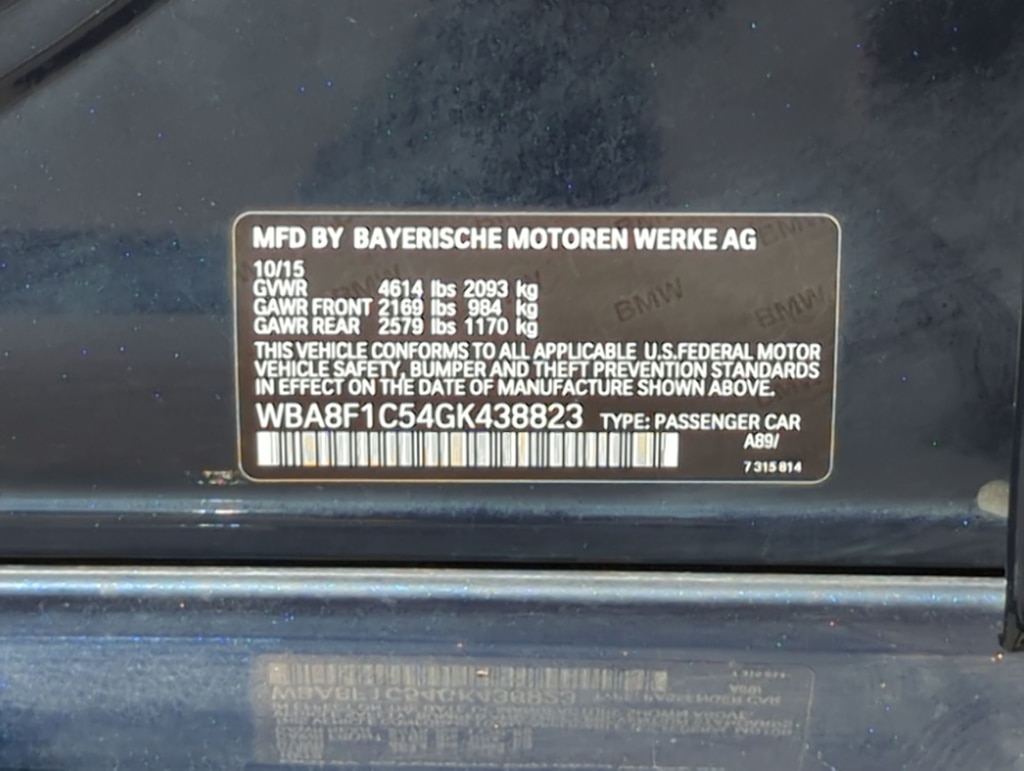 MFD BY BAYERISCHE MOTOREN WERKE AG
10/15
GVWR 4614 lbs 2093 kg
GAWR FRONT 2169 lbs 984 kg
GAWR REAR 2579 lbs 1170 kg
THIS VEHICLE CONFORMS TO ALL APPLICABLE U.S.FEDERAL MOTOR
VEHICLE SAFETY, BUMPER AND THEFT PREVENTION STANDARDS
IN EFFECT ON THE DATE OF MANUFACTURE SHOWN ABOVE.
WBA8F1C54GK438823 TYPE: PASSENGER CAR
A89/
7 315 814
BMW
BMW
BMW